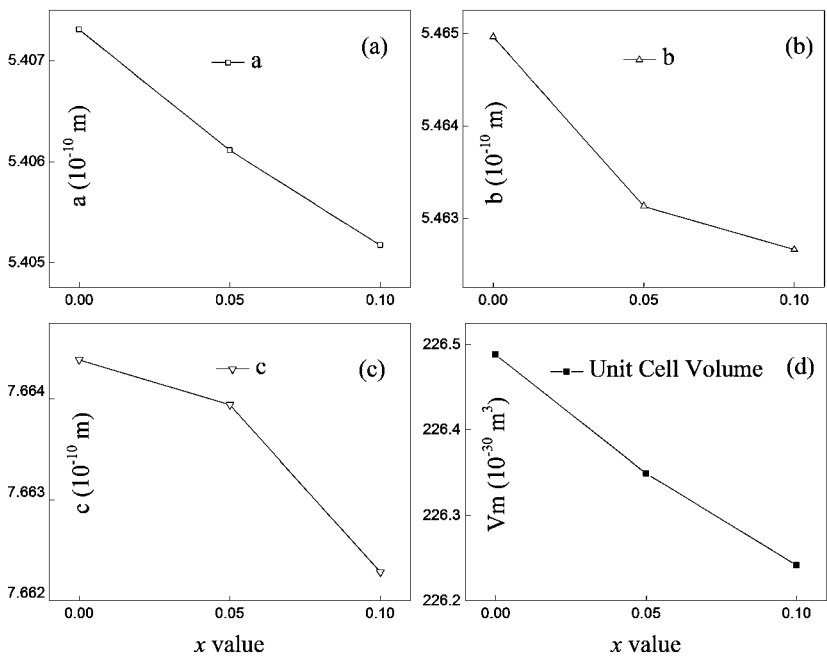 (a)
a
5.407
5.406
5.405
a (10⁻¹⁰ m)
0.00 0.05 0.10
(b)
b
5.465
5.464
5.463
b (10⁻¹⁰ m)
0.00 0.05 0.10
(c)
c
7.664
7.663
7.662
c (10⁻¹⁰ m)
0.00 0.05 0.10
x value
(d)
Unit Cell Volume
226.5
226.4
226.3
226.2
Vm (10⁻³⁰ m³)
0.00 0.05 0.10
x value